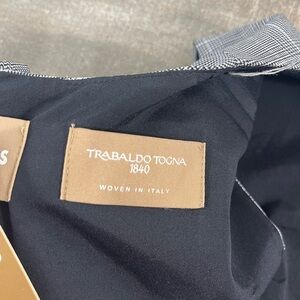 TRABALDO TOGNA
1840
WOVEN IN ITALY
S